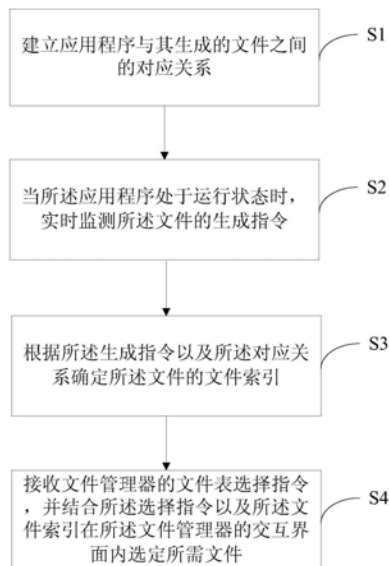 建立应用程序与其生成的文件之间
的对应关系
S1
当所述应用程序处于运行状态时，
实时监测所述文件的生成指令
S2
根据所述生成指令以及所述对应关
系确定所述文件的文件索引
S3
接收文件管理器的文件表选择指令
，并结合所述选择指令以及所述文
件索引在所述文件管理器的交互界
面内选定所需文件
S4